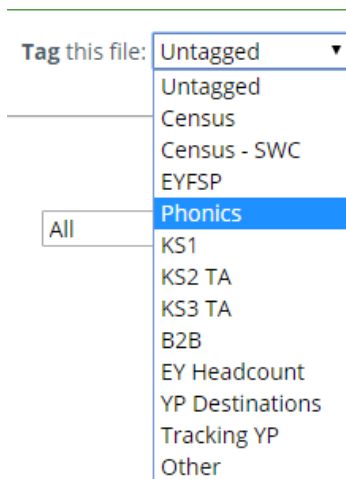 Tag this file: Untagged
Untagged
Census
Census - SWC
EYFSP
Phonics
All
KS1
KS2 TA
KS3 TA
B2B
EY Headcount
YP Destinations
Tracking YP
Other